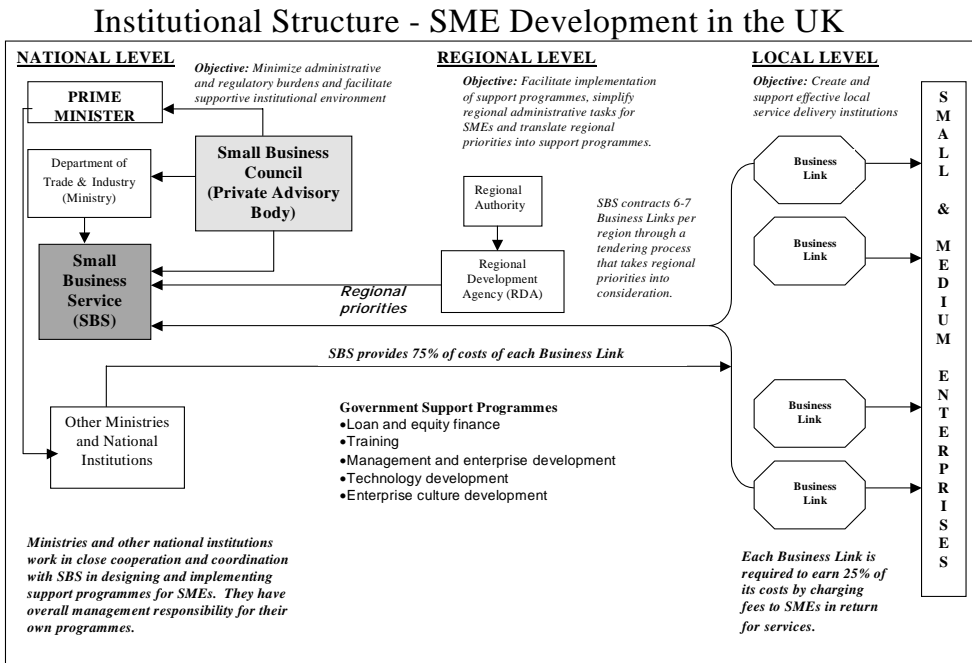 Institutional Structure - SME Development in the UK
NATIONAL LEVEL
Objective: Minimize administrative
and regulatory burdens and facilitate
supportive institutional environment
PRIME
MINISTER
Department of
Trade & Industry
(Ministry)
Small Business
Council
(Private Advisory
Body)
Small
Business
Service
(SBS)
Other Ministries
and National
Institutions
Ministries and other national institutions
work in close cooperation and coordination
with SBS in designing and implementing
support programmes for SMEs. They have
overall management responsibility for their
own programmes.
REGIONAL LEVEL
Objective: Facilitate implementation
of support programmes, simplify
regional administrative tasks for
SMEs and translate regional
priorities into support programmes.
Regional
Authority
Regional
Development
Agency (RDA)
SBS contracts 6-7
Business Links per
region through a
tendering process
that takes regional
priorities into
consideration.
Regional
priorities
SBS provides 75% of costs of each Business Link
Government Support Programmes
•Loan and equity finance
•Training
•Management and enterprise development
•Technology development
•Enterprise culture development
LOCAL LEVEL
Objective: Create and
support effective local
service delivery institutions
Business
Link
Business
Link
Business
Link
Business
Link
Each Business Link is
required to earn 25% of
its costs by charging
fees to SMEs in return
for services.
SMALL & MEDIUM ENTERPRISES